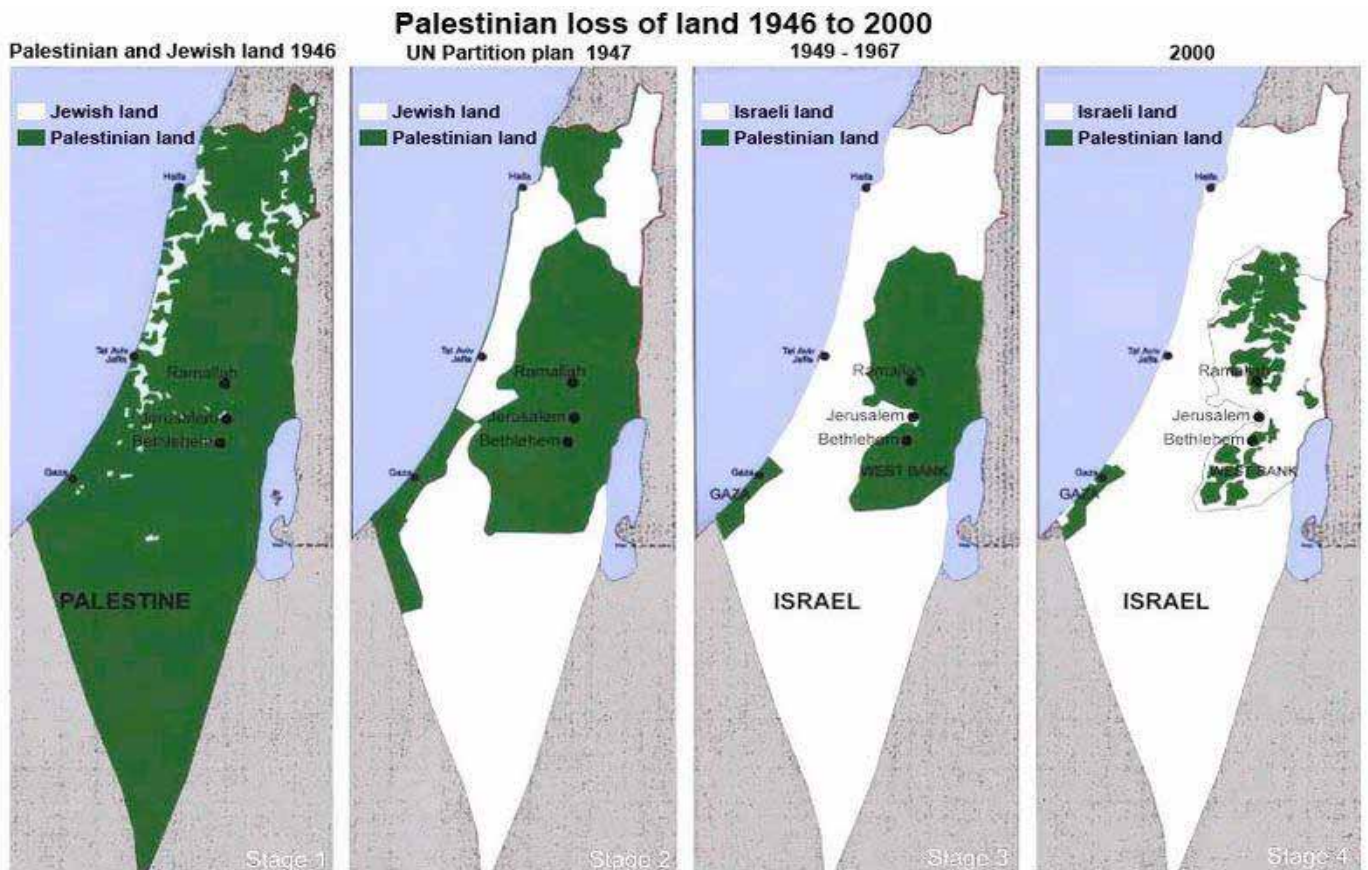 Palestinian loss of land 1946 to 2000
Palestinian and Jewish land 1946
Jewish land
Palestinian land
Haifa
Tel Aviv
Jaffa
Ramallah
Jerusalem
Bethlehem
Gaza
PALESTINE
Stage 1
UN Partition plan 1947
Jewish land
Palestinian land
Haifa
Tel Aviv
Jaffa
Ramallah
Jerusalem
Bethlehem
Gaza
Stage 2
1949 - 1967
Israeli land
Palestinian land
Haifa
Tel Aviv
Jaffa
Ramallah
Jerusalem
Bethlehem
WEST BANK
Gaza
GAZA
ISRAEL
Stage 3
2000
Israeli land
Palestinian land
Haifa
Tel Aviv
Jaffa
Ramallah
Jerusalem
Bethlehem
WEST BANK
Gaza
GAZA
ISRAEL
Stage 4